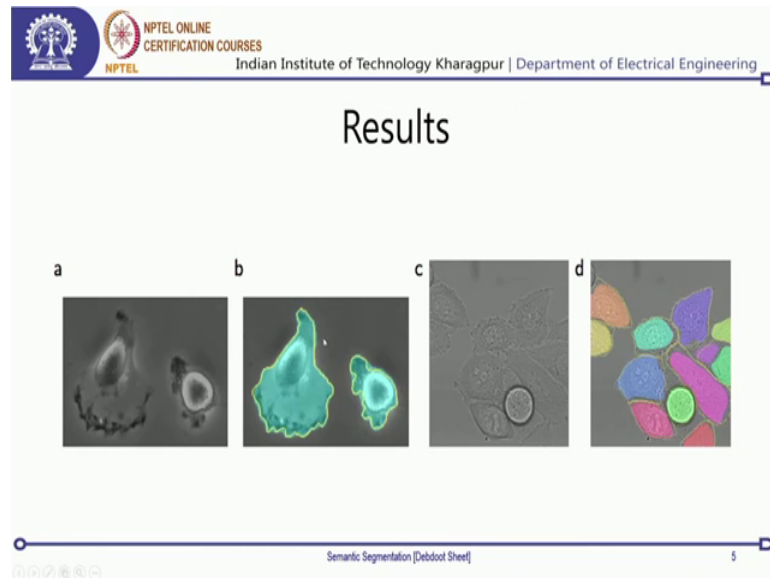 NPTEL ONLINE
CERTIFICATION COURSES
NPTEL
Indian Institute of Technology Kharagpur | Department of Electrical Engineering
Results
a b c d
Semantic Segmentation [Debdoot Sheet] 5